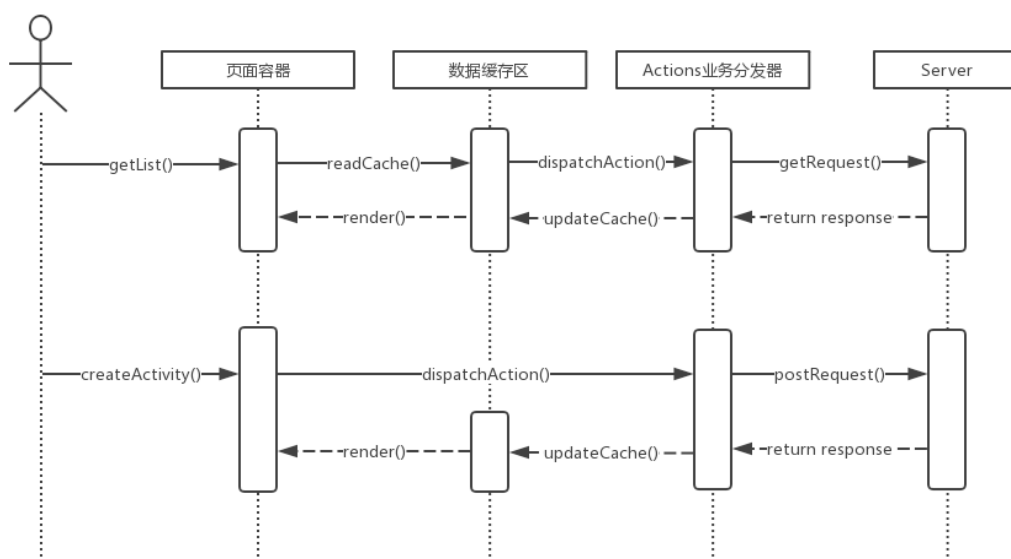 页面容器
数据缓存区
Actions业务分发器
Server
getList()
readCache()
dispatchAction()
getRequest()
render()
updateCache()
return response
createActivity()
dispatchAction()
postRequest()
render()
updateCache()
return response